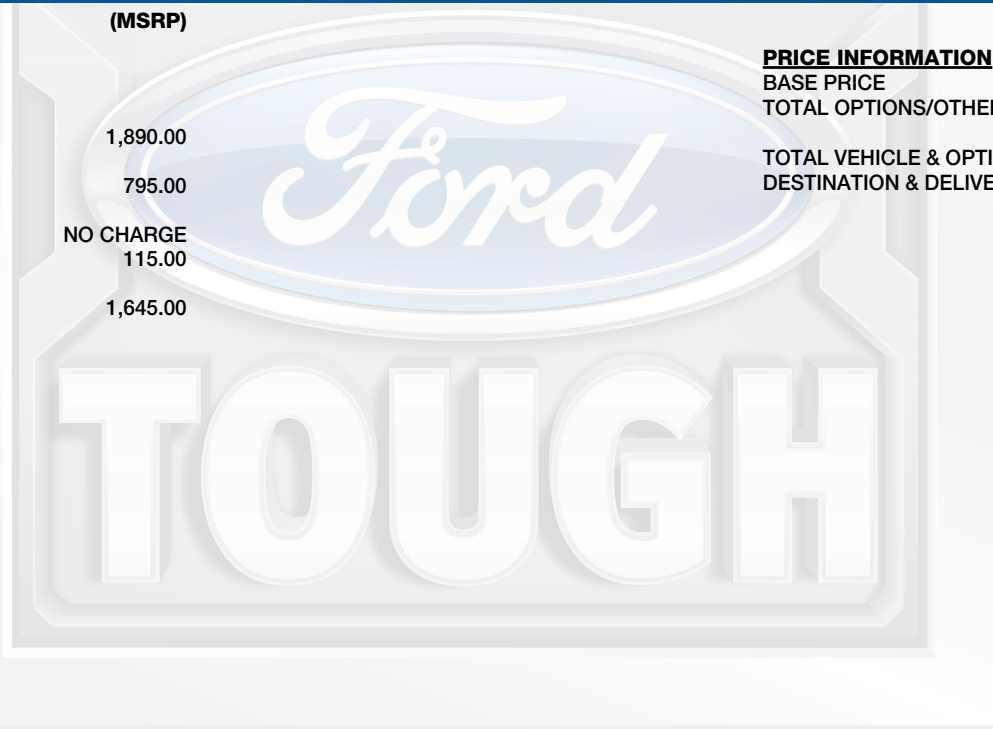 (MSRP)
1,890.00
795.00
NO CHARGE
115.00
1,645.00
PRICE INFORMATION
BASE PRICE
TOTAL OPTIONS/OTHER
TOTAL VEHICLE & OPTI
DESTINATION & DELIVE
Ford
TOUGH